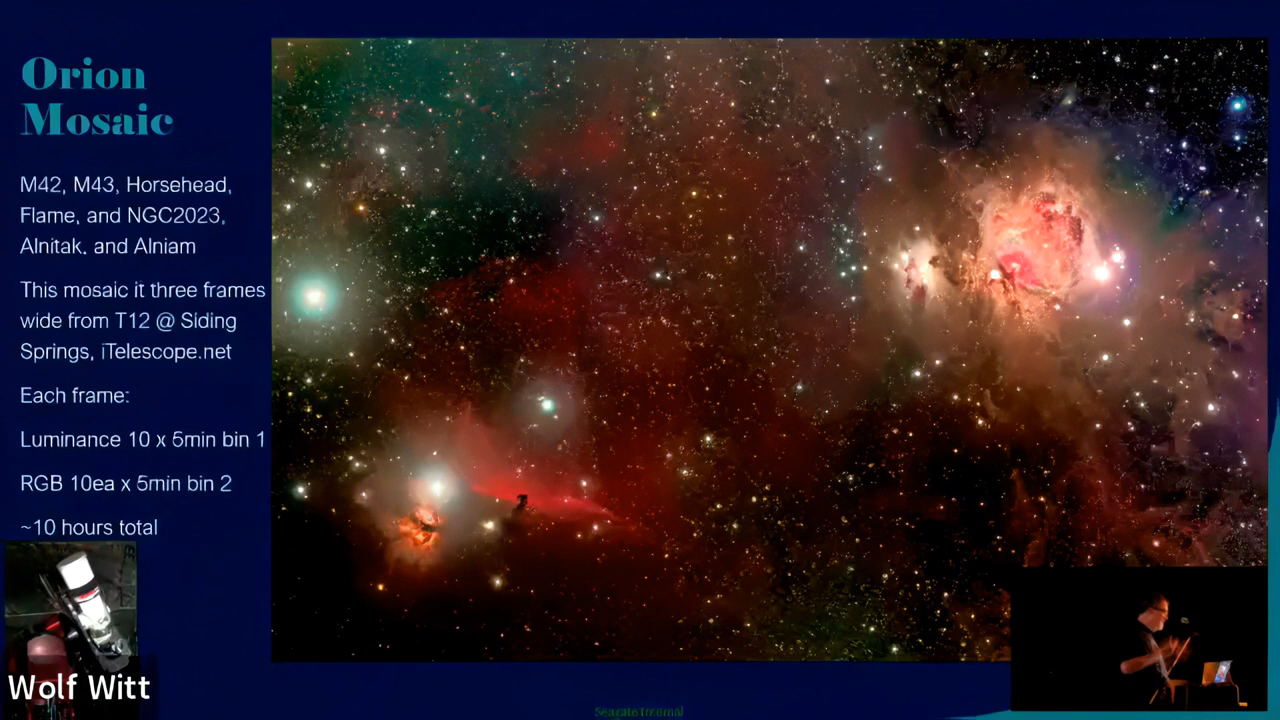 Orion
Mosaic
M42, M43, Horsehead,
Flame, and NGC2023,
Alnitak, and Alniam
This mosaic it three frames
wide from T12 @ Siding
Springs, iTelescope.net
Each frame:
Luminance 10 x 5min bin 1
RGB 10ea x 5min bin 2
~10 hours total
Wolf Witt